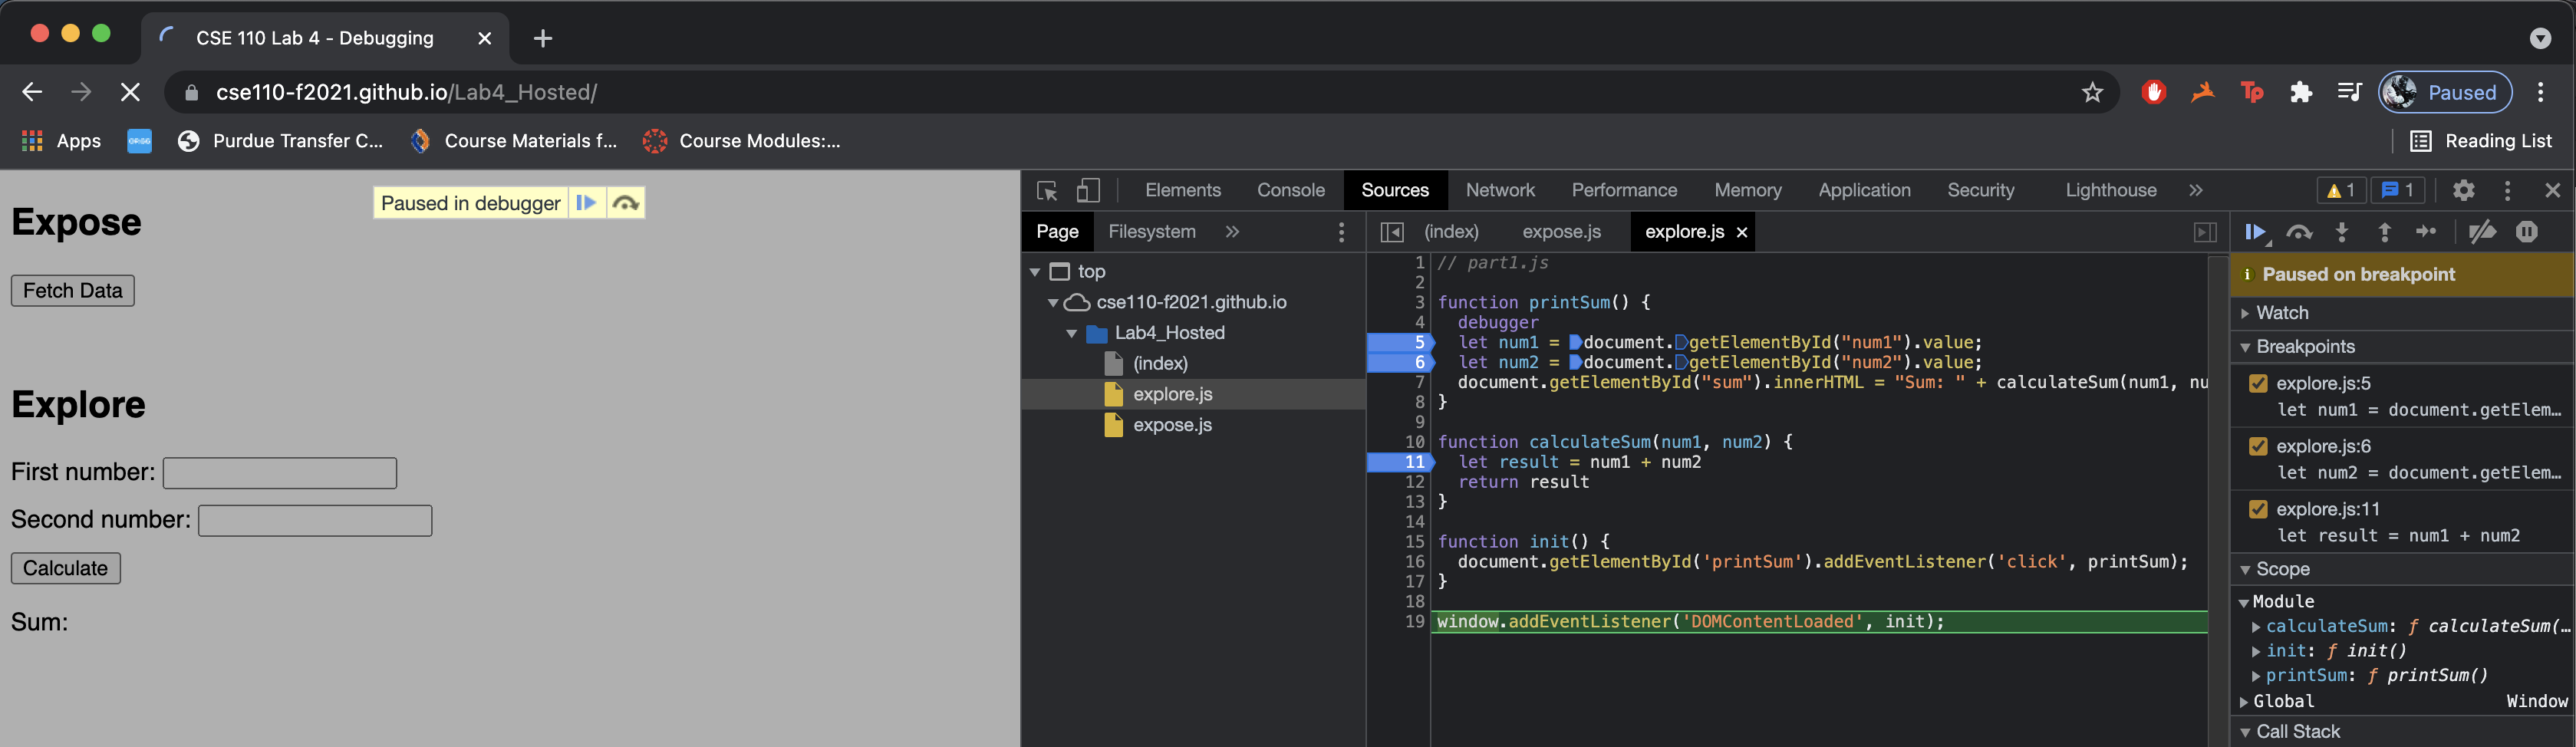 CSE 110 Lab 4 - Debugging
cse110-f2021.github.io/Lab4_Hosted/
Tp
Paused
Apps
Purdue Transfer C...
Course Materials f...
Course Modules:...
Reading List
Paused in debugger
Expose
Fetch Data
Explore
First number:
Second number:
Calculate
Sum:
Elements Console Sources Network Performance Memory Application Security Lighthouse » 1 1
Page Filesystem »
top
cse110-f2021.github.io
Lab4_Hosted
(index)
explore.js
expose.js
(index) expose.js explore.js
1 // part1.js
2
3 function printSum() {
4 debugger
5 let num1 = document.getElementById("num1").value;
6 let num2 = document.getElementById("num2").value;
7 document.getElementById("sum").innerHTML = "Sum: " + calculateSum(num1, nu
8 }
9
10 function calculateSum(num1, num2) {
11 let result = num1 + num2
12 return result
13 }
14
15 function init() {
16 document.getElementById('printSum').addEventListener('click', printSum);
17 }
18
19 window.addEventListener('DOMContentLoaded', init);
Paused on breakpoint
Watch
Breakpoints
explore.js:5
let num1 = document.getElem…
explore.js:6
let num2 = document.getElem…
explore.js:11
let result = num1 + num2
Scope
Module
calculateSum: ƒ calculateSum(…
init: ƒ init()
printSum: ƒ printSum()
Global Window
Call Stack